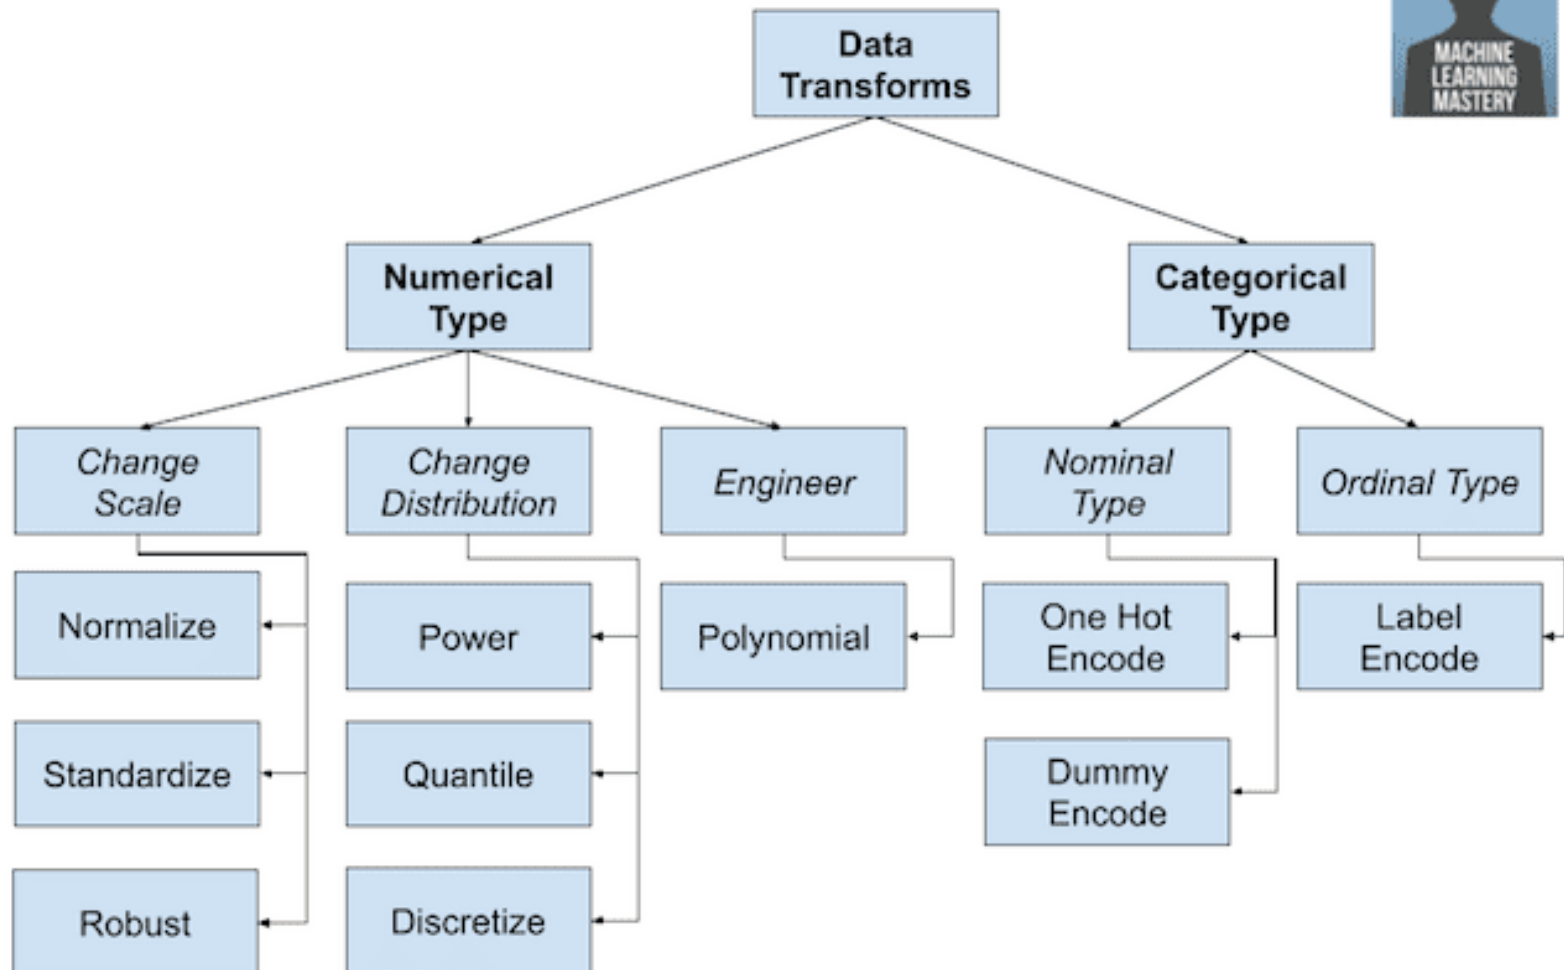 Data
Transforms
MACHINE
LEARNING
MASTERY
Numerical
Type
Categorical
Type
Change
Scale
Change
Distribution
Engineer
Nominal
Type
Ordinal Type
Normalize
Power
Polynomial
One Hot
Encode
Label
Encode
Standardize
Quantile
Dummy
Encode
Robust
Discretize